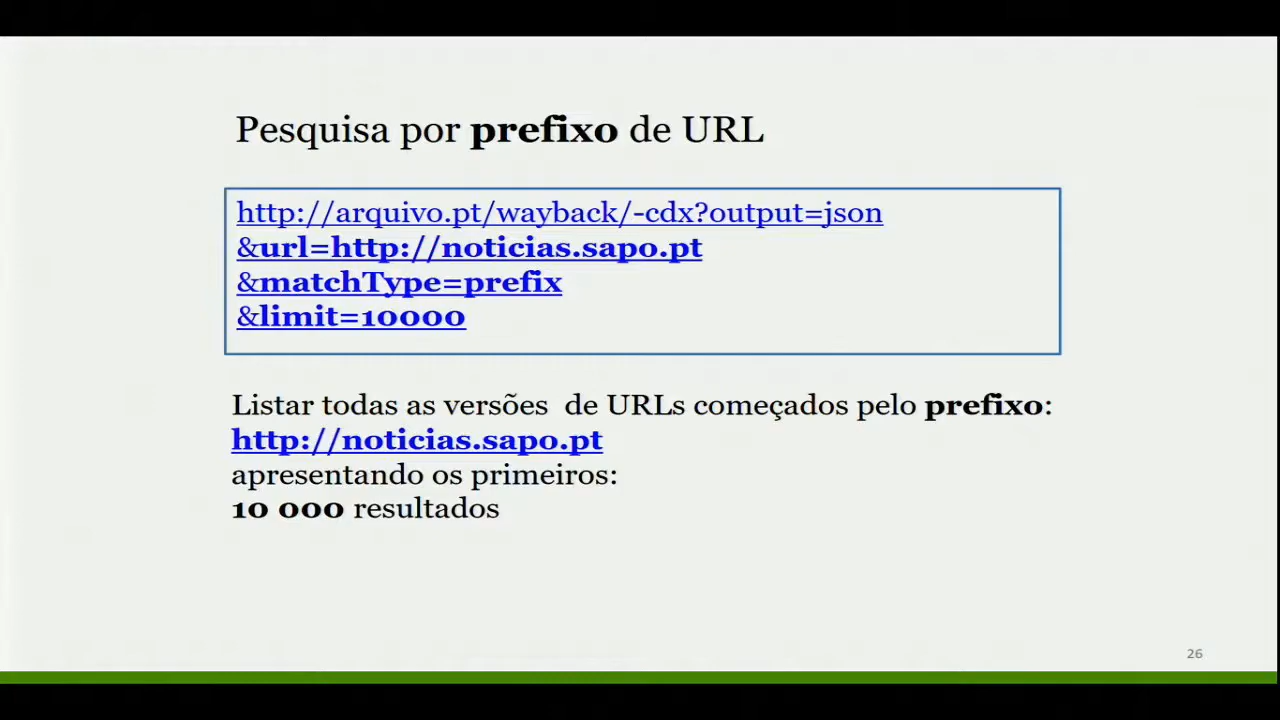 Pesquisa por prefixo de URL
http://arquivo.pt/wayback/-cdx?output=json
&url=http://noticias.sapo.pt
&matchType=prefix
&limit=10000
Listar todas as versões  de URLs começados pelo prefixo:
http://noticias.sapo.pt
apresentando os primeiros:
10 000 resultados
26